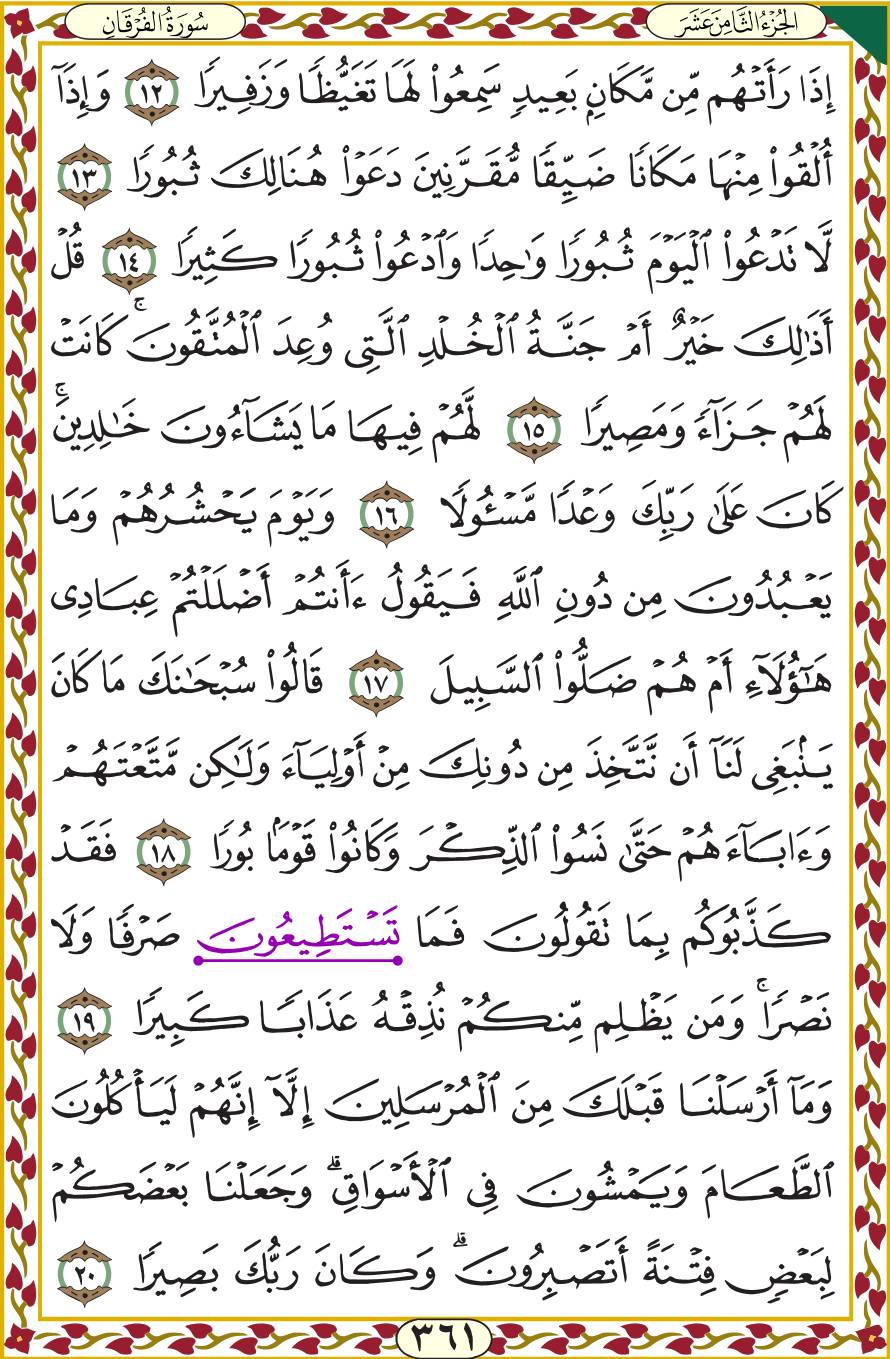 الجُزْءُ الثَّامِنَ عَشَرَ
سُورَةُ الفُرْقَانِ
إِذَا رَأَتْهُم مِّن مَّكَانِۭ بَعِيدٖ سَمِعُواْ لَهَا تَغَيُّظٗا وَزَفِيرٗا ١٢ وَإِذَآ
أُلۡقُواْ مِنۡهَا مَكَانٗا ضَيِّقٗا مُّقَرَّنِينَ دَعَوۡاْ هُنَالِكَ ثُبُورٗا ١٣
لَّا تَدۡعُواْ ٱلۡيَوۡمَ ثُبُورٗا وَٰحِدٗا وَٱدۡعُواْ ثُبُورٗا كَثِيرٗا ١٤ قُلۡ
أَذَٰلِكَ خَيۡرٌ أَمۡ جَنَّةُ ٱلۡخُلۡدِ ٱلَّتِي وُعِدَ ٱلۡمُتَّقُونَۚ كَانَتۡ
لَهُمۡ جَزَآءٗ وَمَصِيرٗا ١٥ لَّهُمۡ فِيهَا مَا يَشَآءُونَ خَٰلِدِينَۚ
كَانَ عَلَىٰ رَبِّكَ وَعۡدٗا مَّسۡـُٔولٗا ١٦ وَيَوۡمَ يَحۡشُرُهُمۡ وَمَا
يَعۡبُدُونَ مِن دُونِ ٱللَّهِ فَيَقُولُ ءَأَنتُمۡ أَضۡلَلۡتُمۡ عِبَادِي
هَٰٓؤُلَآءِ أَمۡ هُمۡ ضَلُّواْ ٱلسَّبِيلَ ١٧ قَالُواْ سُبۡحَٰنَكَ مَا كَانَ
يَنۢبَغِي لَنَآ أَن نَّتَّخِذَ مِن دُونِكَ مِنۡ أَوۡلِيَآءَ وَلَٰكِن مَّتَّعۡتَهُمۡ
وَءَابَآءَهُمۡ حَتَّىٰ نَسُواْ ٱلذِّكۡرَ وَكَانُواْ قَوۡمَۢا بُورٗا ١٨ فَقَدۡ
كَذَّبُوكُم بِمَا تَقُولُونَ فَمَا تَسۡتَطِيعُونَ صَرۡفٗا وَلَا
نَصۡرٗاۚ وَمَن يَظۡلِم مِّنكُمۡ نُذِقۡهُ عَذَابٗا كَبِيرٗا ١٩
وَمَآ أَرۡسَلۡنَا قَبۡلَكَ مِنَ ٱلۡمُرۡسَلِينَ إِلَّآ إِنَّهُمۡ لَيَأۡكُلُونَ
ٱلطَّعَامَ وَيَمۡشُونَ فِي ٱلۡأَسۡوَاقِۗ وَجَعَلۡنَا بَعۡضَكُمۡ
لِبَعۡضٖ فِتۡنَةً أَتَصۡبِرُونَۗ وَكَانَ رَبُّكَ بَصِيرٗا ٢٠
٣٦١